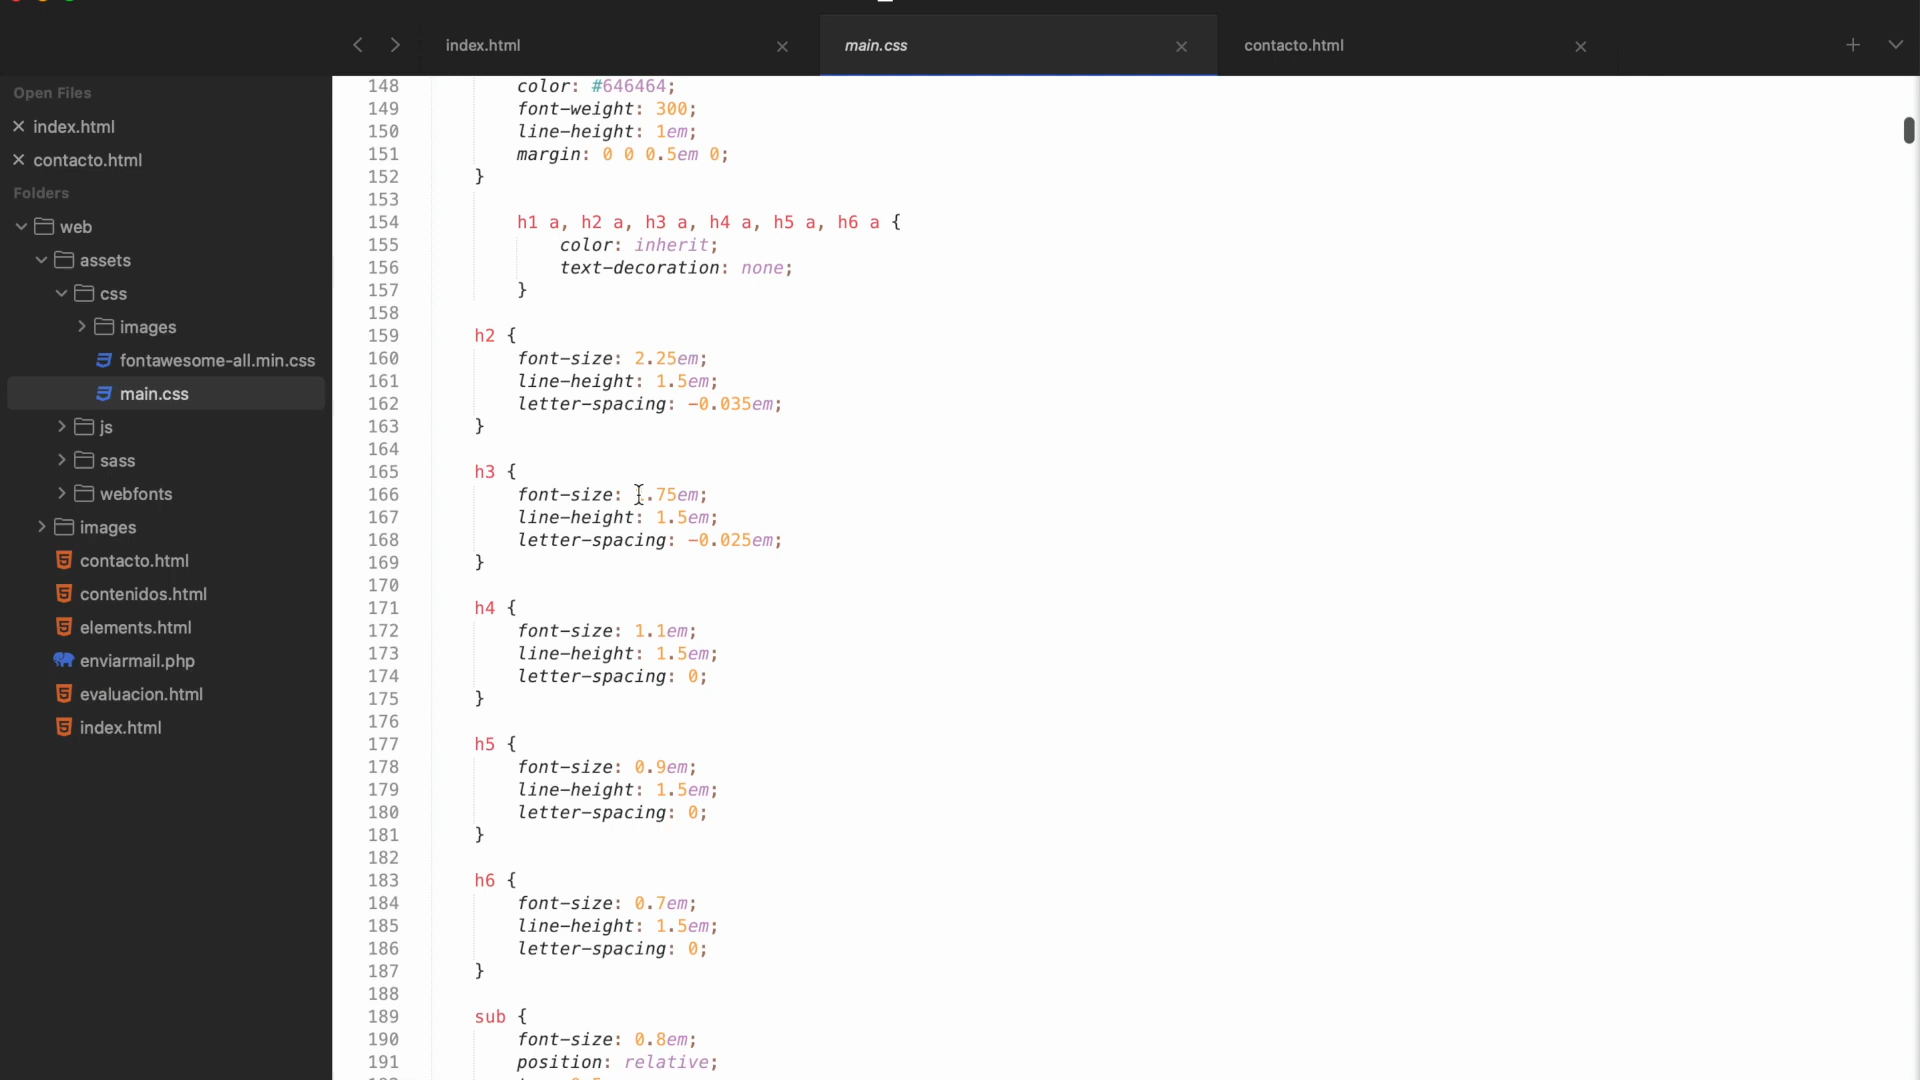 index.html
main.css
contacto.html
Open Files
index.html
contacto.html
Folders
web
assets
css
images
fontawesome-all.min.css
main.css
js
sass
webfonts
images
contacto.html
contenidos.html
elements.html
enviarmail.php
evaluacion.html
index.html
148 color: #646464;
149 font-weight: 300;
150 line-height: 1em;
151 margin: 0 0 0.5em 0;
152 }
153
154 h1 a, h2 a, h3 a, h4 a, h5 a, h6 a {
155 color: inherit;
156 text-decoration: none;
157 }
158
159 h2 {
160 font-size: 2.25em;
161 line-height: 1.5em;
162 letter-spacing: -0.035em;
163 }
164
165 h3 {
166 font-size: .75em;
167 line-height: 1.5em;
168 letter-spacing: -0.025em;
169 }
170
171 h4 {
172 font-size: 1.1em;
173 line-height: 1.5em;
174 letter-spacing: 0;
175 }
176
177 h5 {
178 font-size: 0.9em;
179 line-height: 1.5em;
180 letter-spacing: 0;
181 }
182
183 h6 {
184 font-size: 0.7em;
185 line-height: 1.5em;
186 letter-spacing: 0;
187 }
188
189 sub {
190 font-size: 0.8em;
191 position: relative;